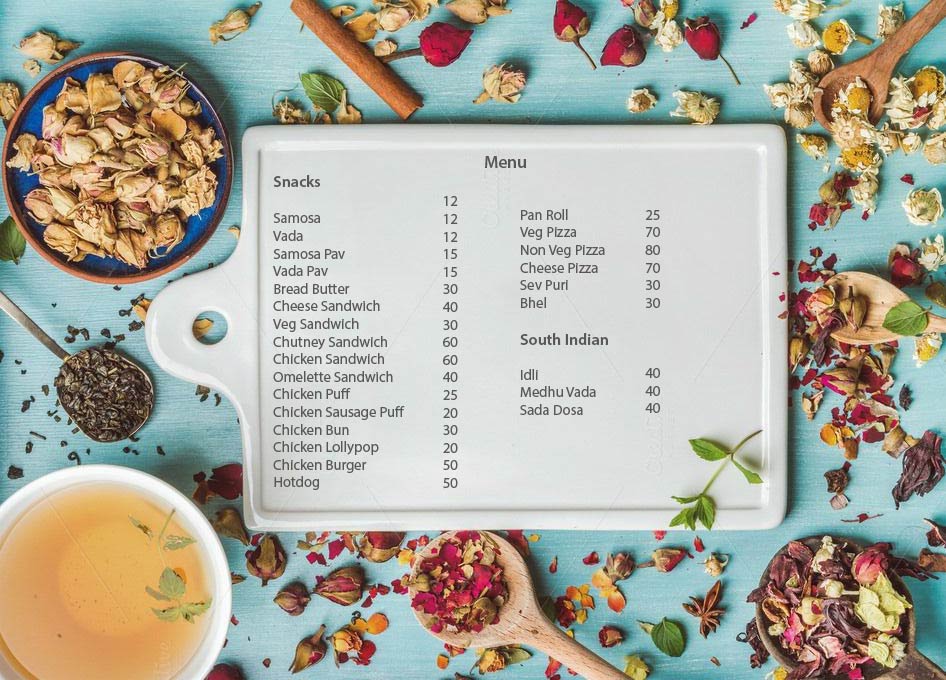 Menu
Snacks
12
Samosa 12
Vada 12
Samosa Pav 15
Vada Pav 15
Bread Butter 30
Cheese Sandwich 40
Veg Sandwich 30
Chutney Sandwich 60
Chicken Sandwich 60
Omelette Sandwich 40
Chicken Puff 25
Chicken Sausage Puff 20
Chicken Bun 30
Chicken Lollypop 20
Chicken Burger 50
Hotdog 50
Pan Roll 25
Veg Pizza 70
Non Veg Pizza 80
Cheese Pizza 70
Sev Puri 30
Bhel 30
South Indian
Idli 40
Medhu Vada 40
Sada Dosa 40